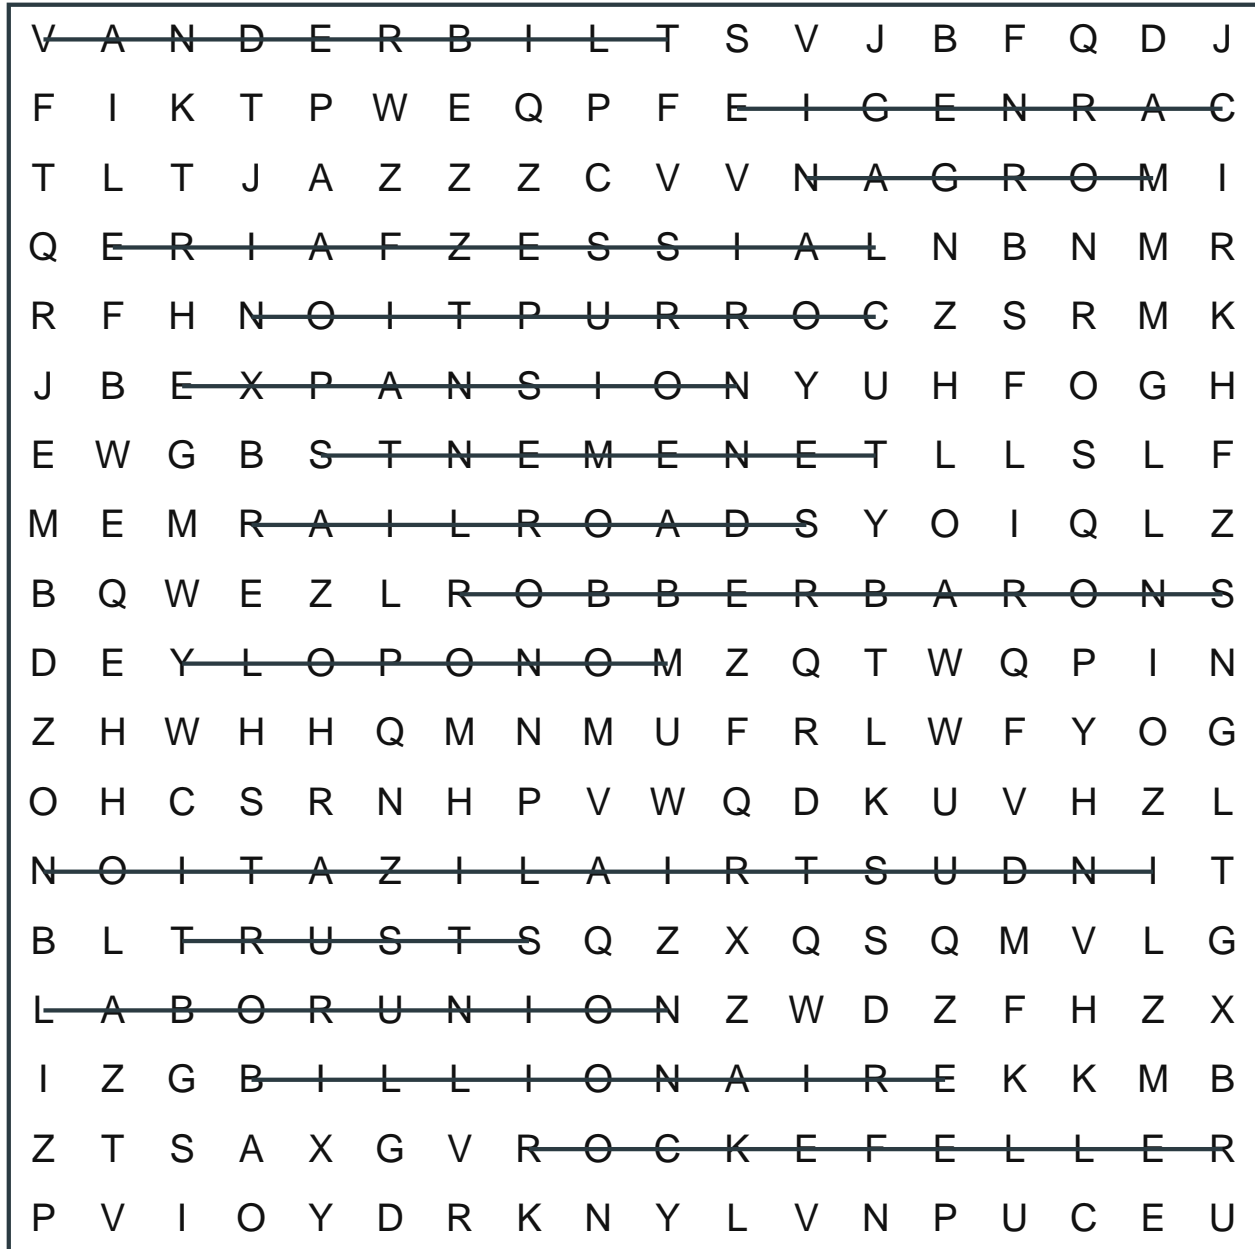 V A N D E R B I L T S V J B F Q D J
F I K T P W E Q P F E I G E N R A C
T L T J A Z Z Z C V V N A G R O M I
Q E R I A F Z E S S I A L N B N M R
R F H N O I T P U R R O C Z S R M K
J B E X P A N S I O N Y U H F O G H
E W G B S T N E M E N E T L L S L F
M E M R A I L R O A D S Y O I Q L Z
B Q W E Z L R O B B E R B A R O N S
D E Y L O P O N O M Z Q T W Q P I N
Z H W H H Q M N M U F R L W F Y O G
O H C S R N H P V W Q D K U V H Z L
N O I T A Z I L A I R T S U D N I T
B L T R U S T S Q Z X Q S Q M V L G
L A B O R U N I O N Z W D Z F H Z X
I Z G B I L L I O N A I R E K K M B
Z T S A X G V R O C K E F E L L E R
P V I O Y D R K N Y L V N P U C E U